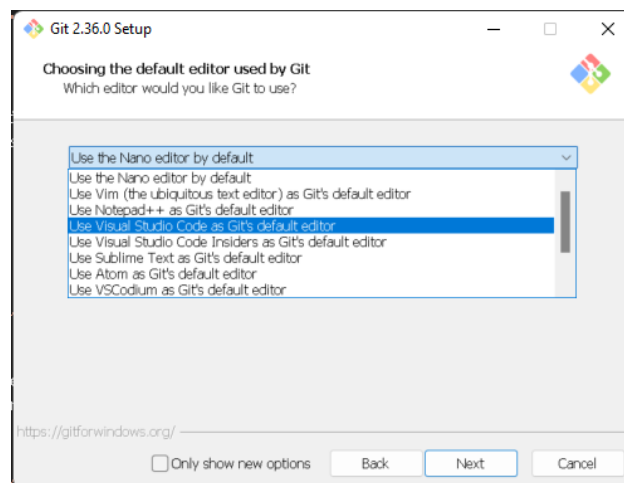 Git 2.36.0 Setup
Choosing the default editor used by Git
Which editor would you like Git to use?
Use the Nano editor by default
Use the Nano editor by default
Use Vim (the ubiquitous text editor) as Git's default editor
Use Notepad++ as Git's default editor
Use Visual Studio Code as Git's default editor
Use Visual Studio Code Insiders as Git's default editor
Use Sublime Text as Git's default editor
Use Atom as Git's default editor
Use VSCodium as Git's default editor
https://gitforwindows.org/
Only show new options Back Next Cancel